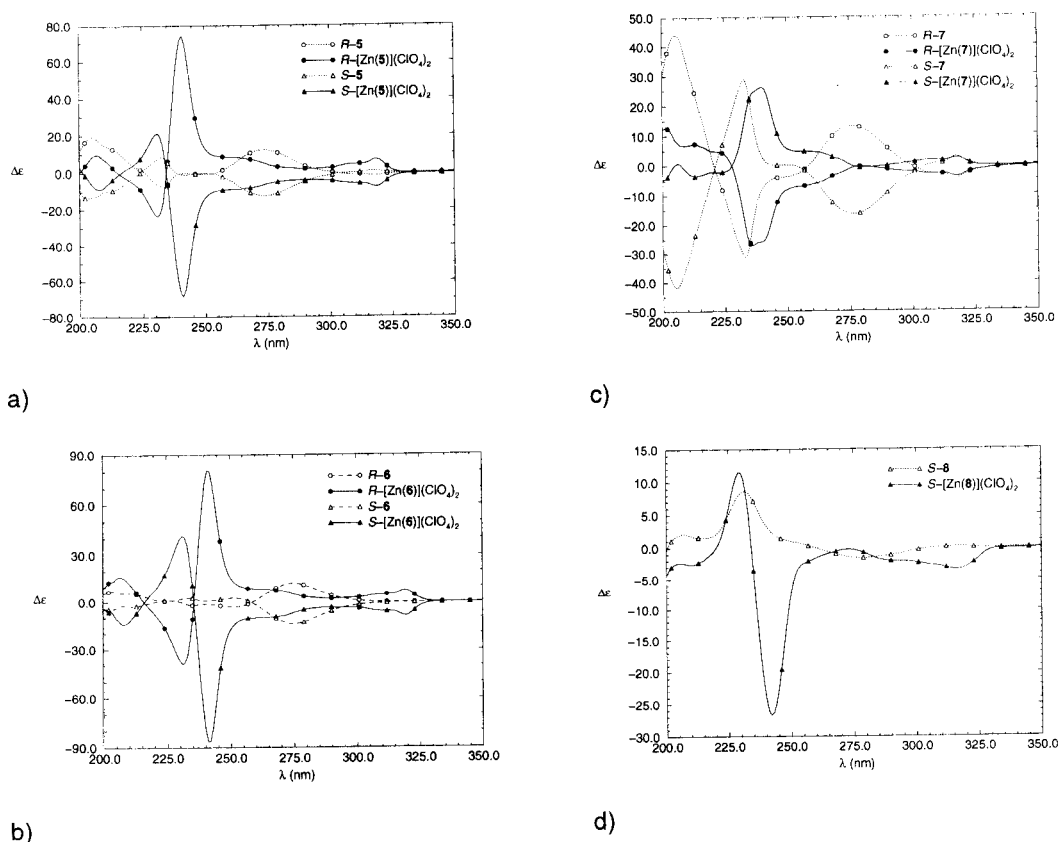 80.0
60.0
40.0
20.0
0.0
−20.0
−40.0
−60.0
−80.0
Δε
200.0 225.0 250.0 275.0 300.0 325.0 350.0
λ (nm)
R–5
R–[Zn(5)](ClO₄)₂
S–5
S–[Zn(5)](ClO₄)₂
a)
50.0
40.0
30.0
20.0
10.0
0.0
−10.0
−20.0
−30.0
−40.0
−50.0
Δε
200.0 225.0 250.0 275.0 300.0 325.0 350.0
λ (nm)
R–7
R–[Zn(7)](ClO₄)₂
S–7
S–[Zn(7)](ClO₄)₂
c)
90.0
60.0
30.0
0.0
−30.0
−60.0
−90.0
Δε
200.0 225.0 250.0 275.0 300.0 325.0 350.0
λ (nm)
R–6
R–[Zn(6)](ClO₄)₂
S–6
S–[Zn(6)](ClO₄)₂
b)
15.0
10.0
5.0
0.0
−5.0
−10.0
−15.0
−20.0
−25.0
−30.0
Δε
200.0 225.0 250.0 275.0 300.0 325.0 350.0
λ (nm)
S–8
S–[Zn(8)](ClO₄)₂
d)